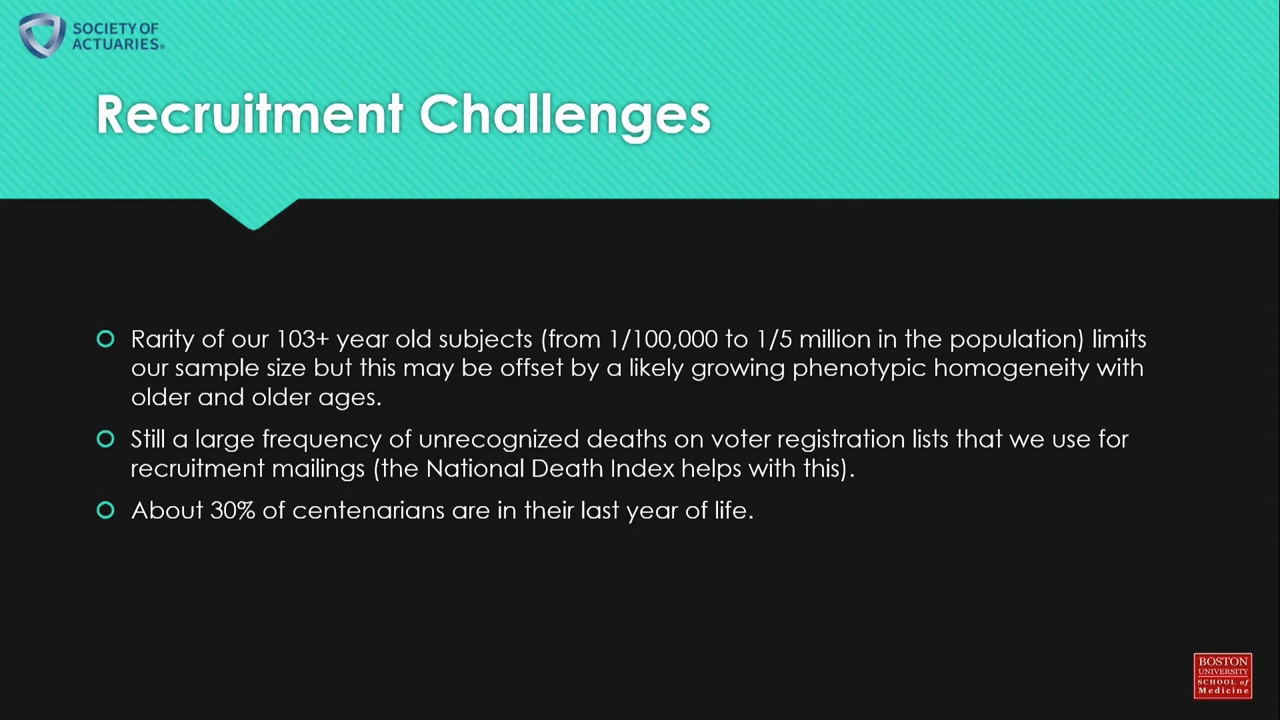 SOCIETY OF
ACTUARIES®
Recruitment Challenges
Rarity of our 103+ year old subjects (from 1/100,000 to 1/5 million in the population) limits
our sample size but this may be offset by a likely growing phenotypic homogeneity with
older and older ages.
Still a large frequency of unrecognized deaths on voter registration lists that we use for
recruitment mailings (the National Death Index helps with this).
About 30% of centenarians are in their last year of life.
BOSTON
UNIVERSITY
SCHOOL of
Medicine